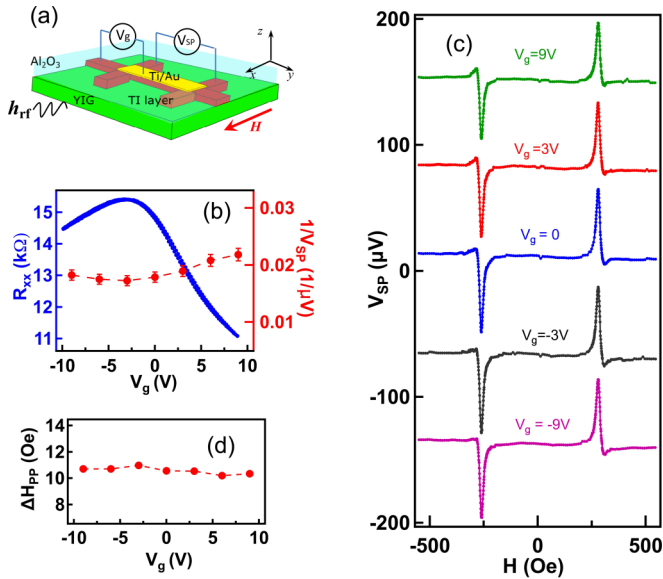 (a)
Vg
VSP
z
x
y
Al2O3
Ti/Au
YIG
TI layer
hrf
H
(b)
15
14
13
12
11
Rxx (kΩ)
0.03
0.02
0.01
1/VSP (1/μV)
-10
-5
0
5
10
Vg (V)
(d)
14
12
10
8
ΔHPP (Oe)
-10
-5
0
5
10
Vg (V)
(c)
200
100
0
-100
-200
VSP (μV)
Vg=9V
Vg=3V
Vg = 0
Vg=-3V
Vg = -9V
-500
0
500
H (Oe)